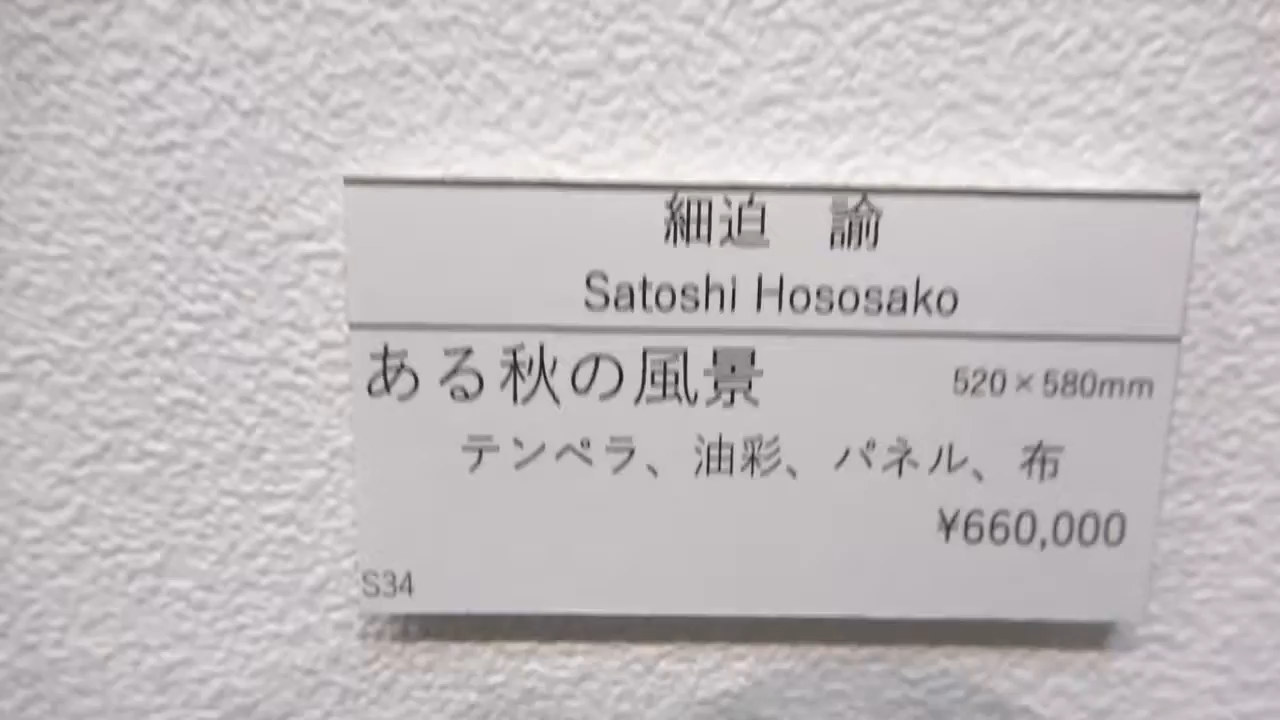 細迫　諭
Satoshi Hososako
ある秋の風景　520×580mm
テンペラ、油彩、パネル、布
¥660,000
S34